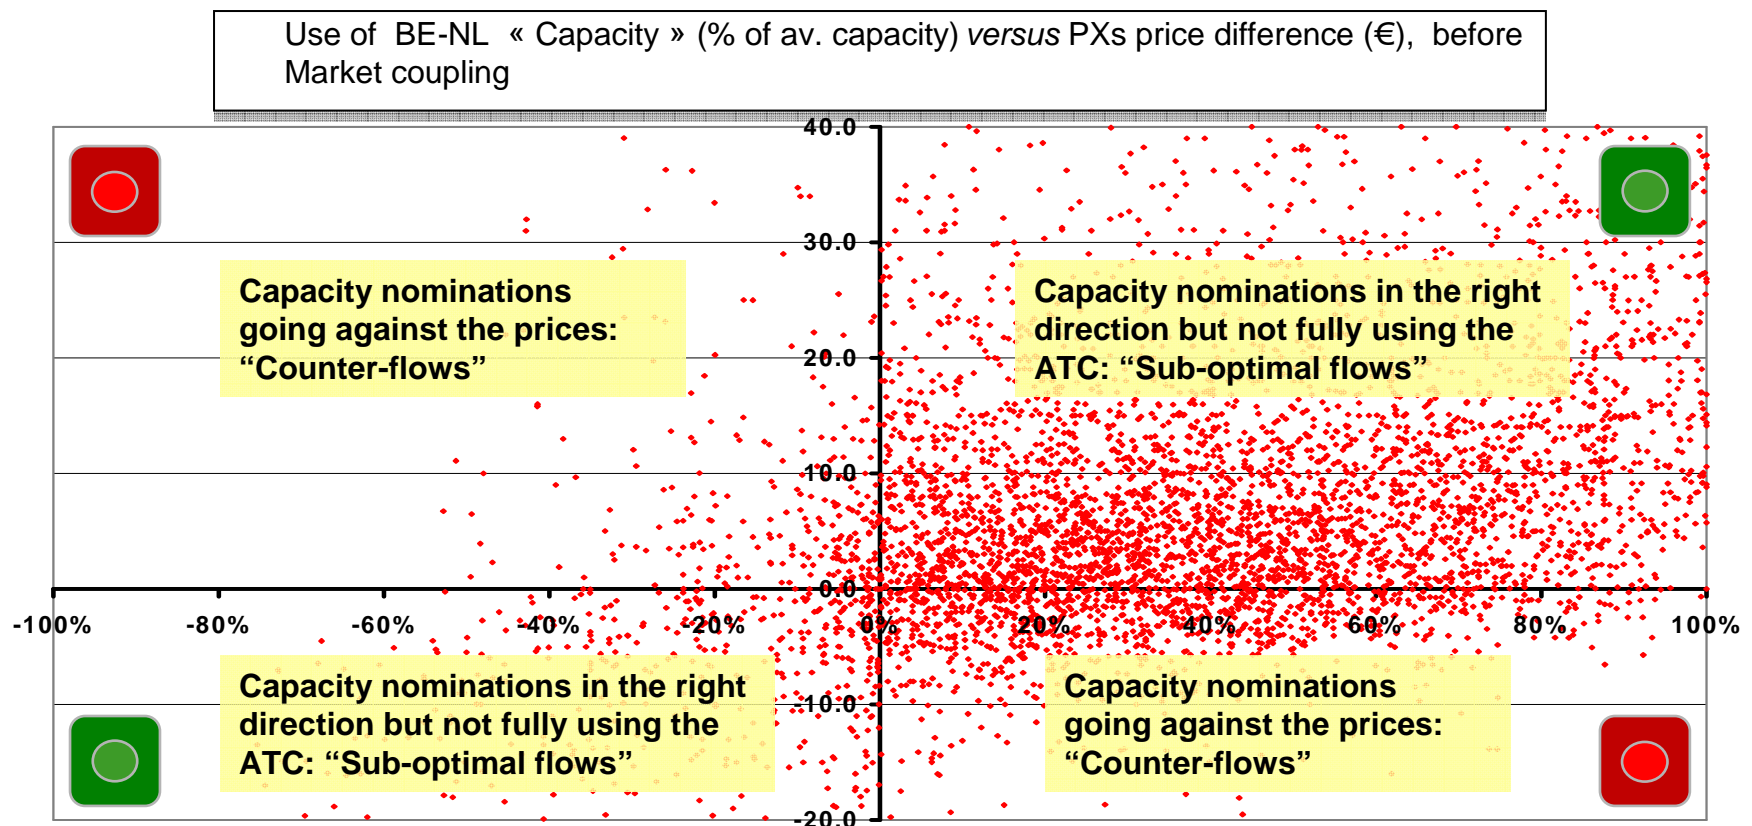 Use of BE-NL « Capacity » (% of av. capacity) versus PXs price difference (€), before
Market coupling
40.0
30.0
Capacity nominations
going against the prices:
“Counter-flows”
Capacity nominations in the right
direction but not fully using the
ATC: “Sub-optimal flows”
20.0
10.0
0.0
-100%
-80%
-60%
-40%
-20%
0%
20%
40%
60%
80%
100%
Capacity nominations in the right
direction but not fully using the
ATC: “Sub-optimal flows”
Capacity nominations
going against the prices:
“Counter-flows”
-10.0
-20.0